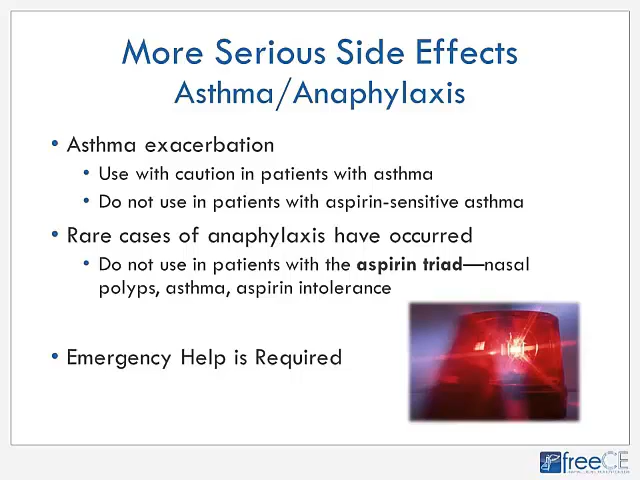 More Serious Side Effects
Asthma/Anaphylaxis
• Asthma exacerbation
• Use with caution in patients with asthma
• Do not use in patients with aspirin-sensitive asthma
• Rare cases of anaphylaxis have occurred
• Do not use in patients with the aspirin triad—nasal
polyps, asthma, aspirin intolerance
• Emergency Help is Required
freeCE